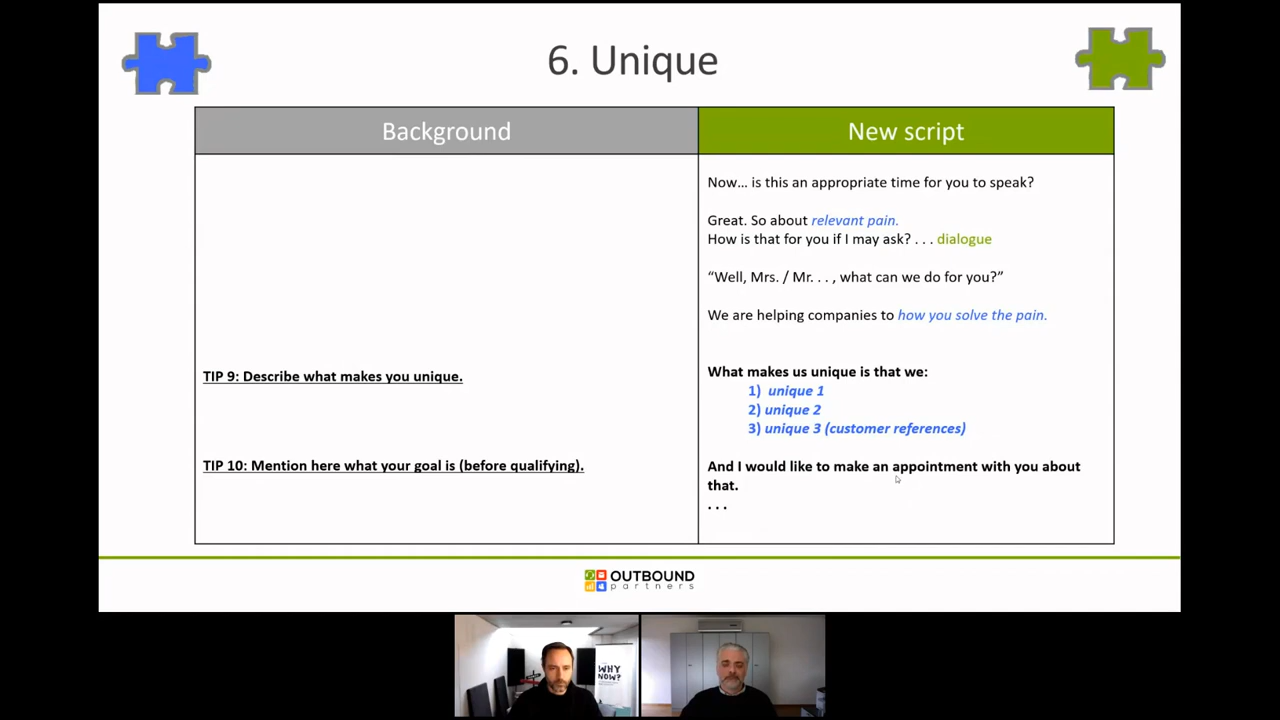 6. Unique
Background
New script
Now... is this an appropriate time for you to speak?
Great. So about relevant pain.
How is that for you if I may ask? . . . dialogue
“Well, Mrs. / Mr. . . , what can we do for you?”
We are helping companies to how you solve the pain.
TIP 9: Describe what makes you unique.
What makes us unique is that we:
1) unique 1
2) unique 2
3) unique 3 (customer references)
TIP 10: Mention here what your goal is (before qualifying).
And I would like to make an appointment with you about
that.
. . .
OUTBOUND
partners
WHY
NOW?